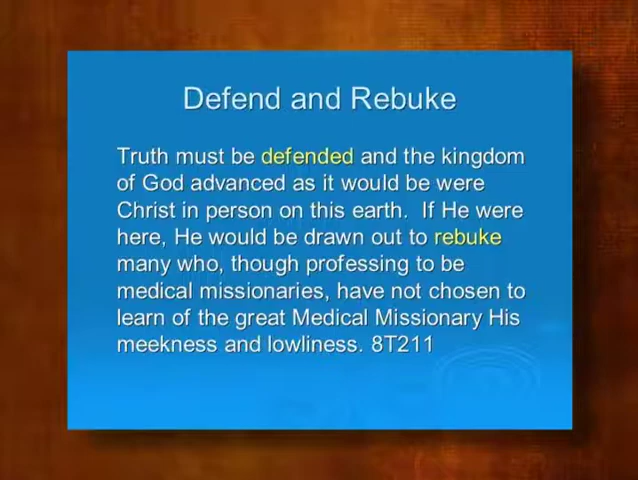 Defend and Rebuke
Truth must be defended and the kingdom
of God advanced as it would be were
Christ in person on this earth.  If He were
here, He would be drawn out to rebuke
many who, though professing to be
medical missionaries, have not chosen to
learn of the great Medical Missionary His
meekness and lowliness. 8T211